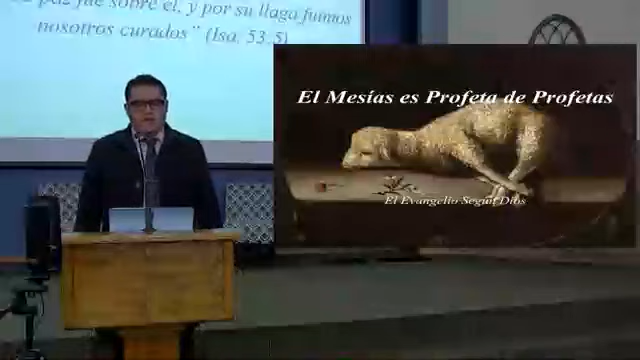 paz fue sobre él, y por su llaga fuimos
nosotros curados¨ (Isa. 53.5)
El Mesías es Profeta de Profetas
El Evangelio Según Dios